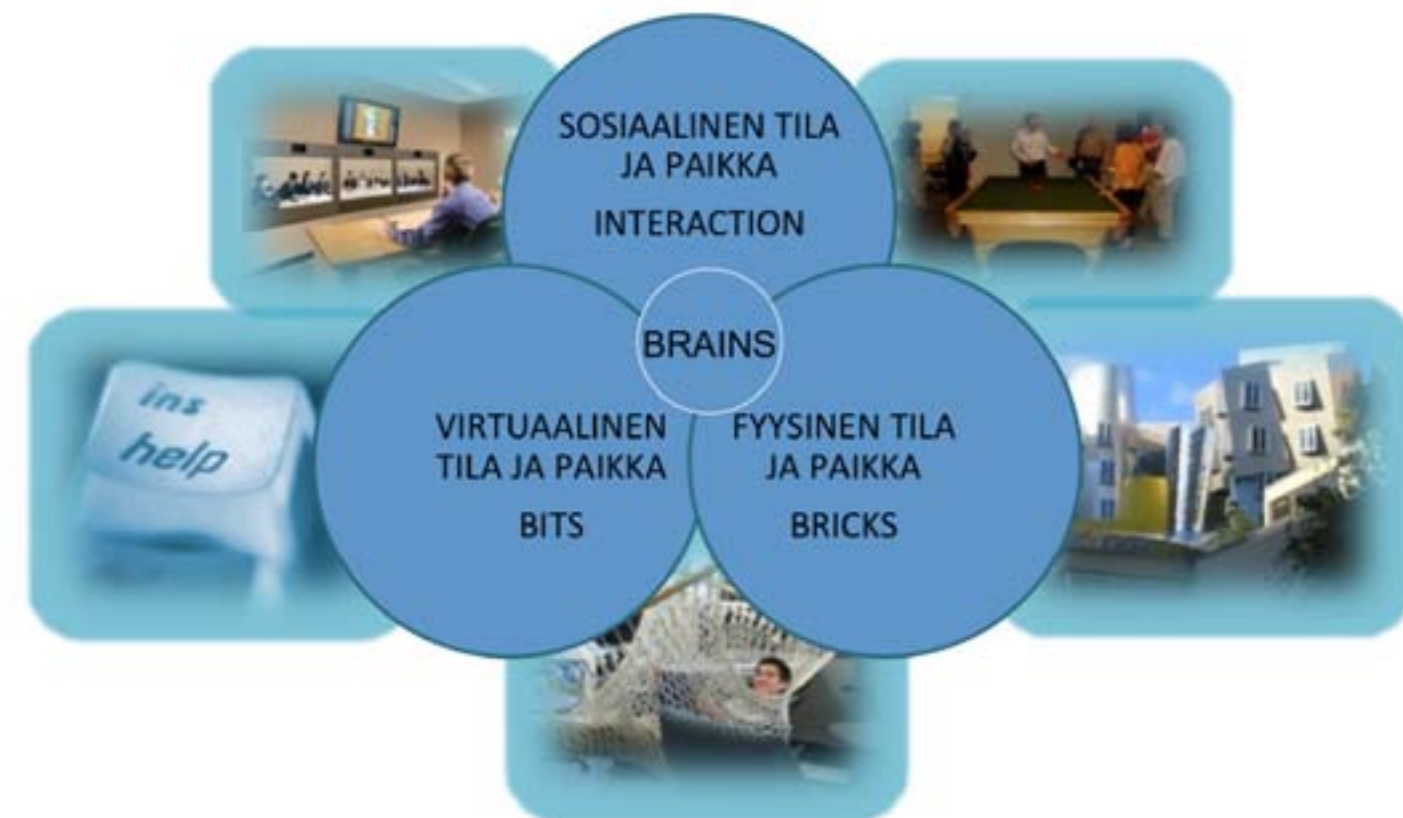 SOSIAALINEN TILA
JA PAIKKA
INTERACTION
BRAINS
VIRTUAALINEN
TILA JA PAIKKA
BITS
FYYSINEN TILA
JA PAIKKA
BRICKS
ins
help